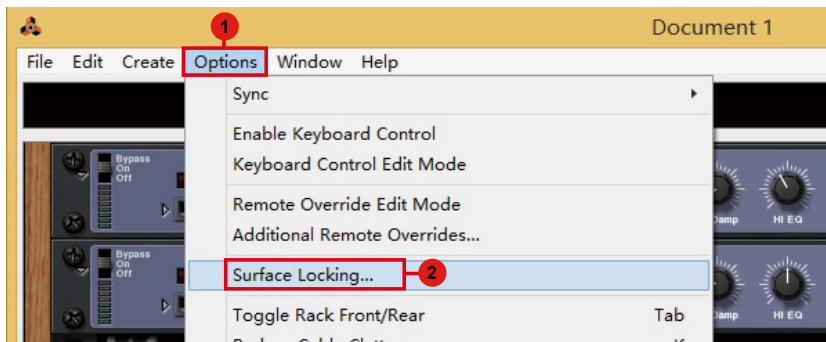 1
Document 1
File Edit Create Options Window Help
Sync
Enable Keyboard Control
Keyboard Control Edit Mode
Remote Override Edit Mode
Additional Remote Overrides...
Surface Locking... 2
Toggle Rack Front/Rear Tab
Bypass
On
Off
Damp HI EQ
Bypass
On
Off
Damp HI EQ